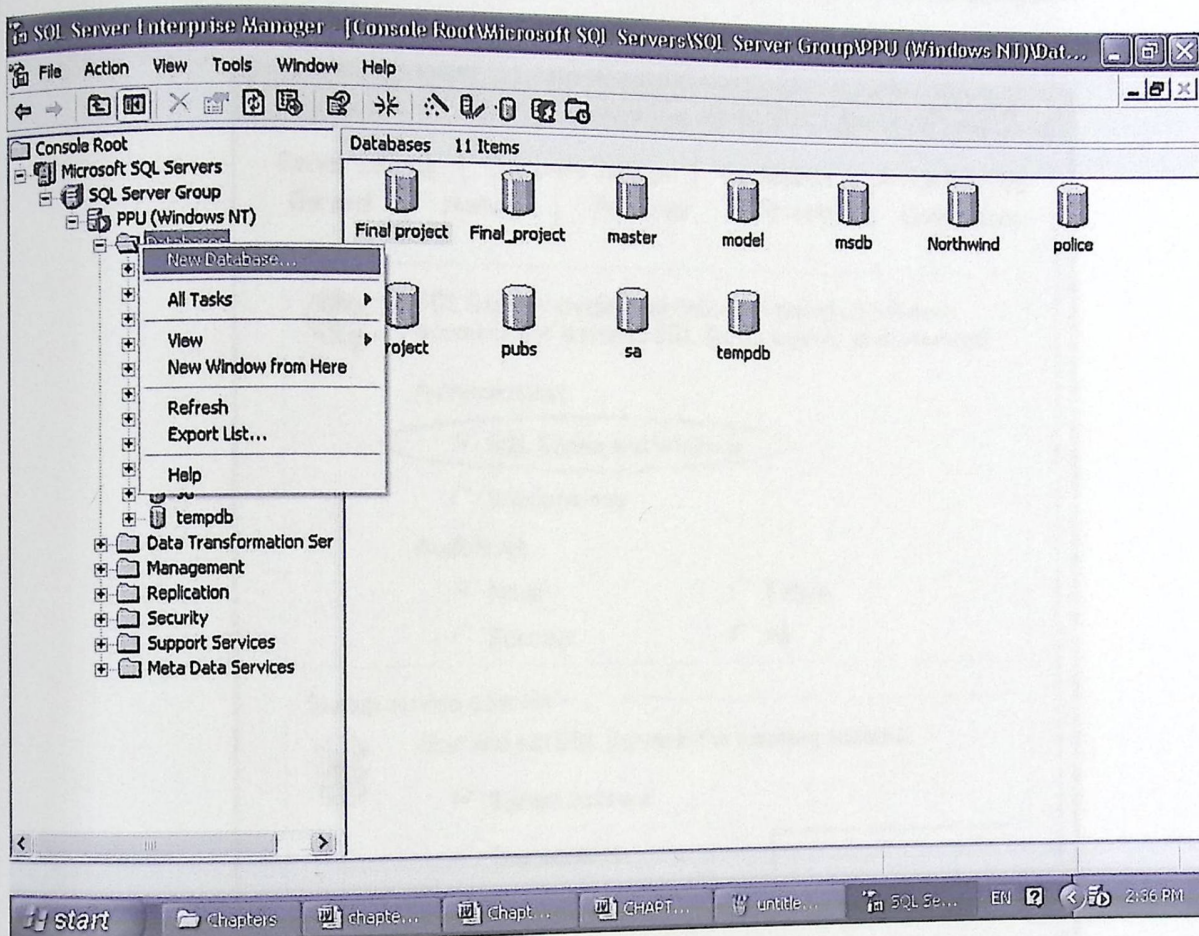 SQL Server Enterprise Manager - [Console Root\Microsoft SQL Servers\SQL Server Group\PPU (Windows NT)\Dat...
File Action View Tools Window Help
Console Root
Microsoft SQL Servers
SQL Server Group
PPU (Windows NT)
Databases
New Database...
All Tasks
View
New Window from Here
Refresh
Export List...
Help
tempdb
Data Transformation Ser
Management
Replication
Security
Support Services
Meta Data Services
Databases 11 Items
Final project Final_project master model msdb Northwind police
roject pubs sa tempdb
start Chapters chapte... Chapt... CHAPT... untitle... SQL Se... EN 2:36 PM